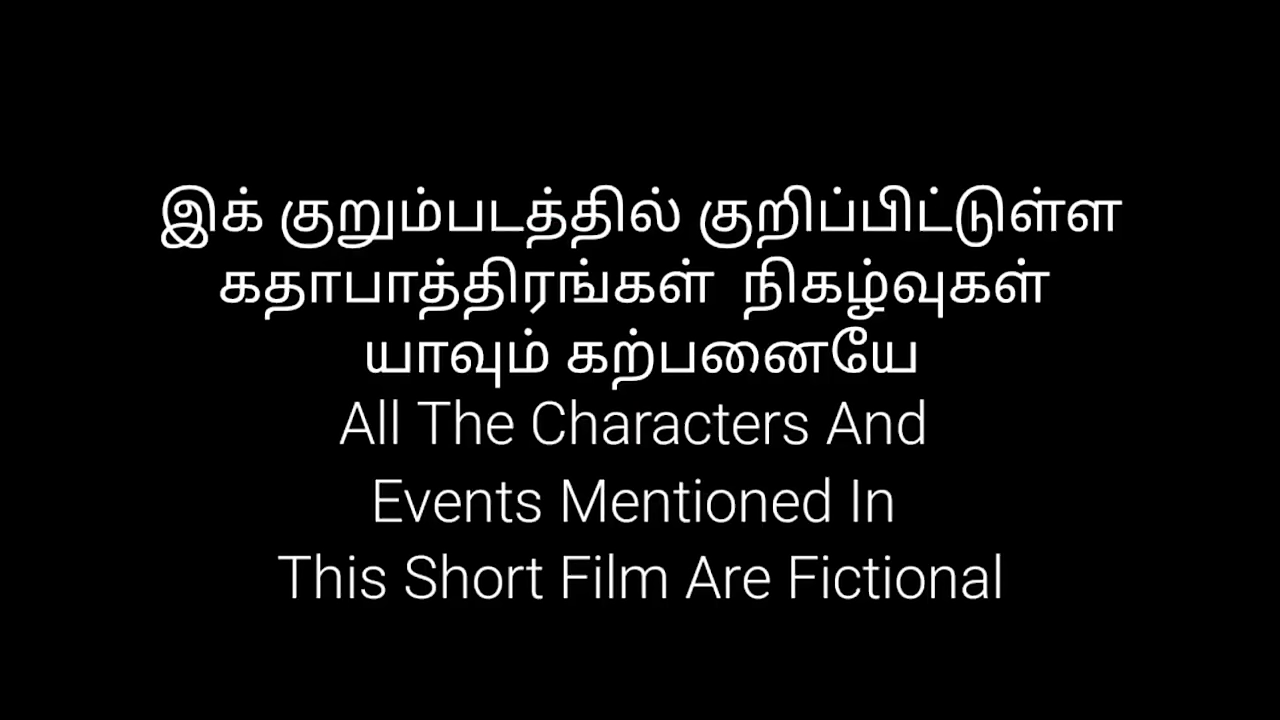 இக் குறும்படத்தில் குறிப்பிட்டுள்ள
கதாபாத்திரங்கள் நிகழ்வுகள்
யாவும் கற்பனையே
All The Characters And
Events Mentioned In
This Short Film Are Fictional